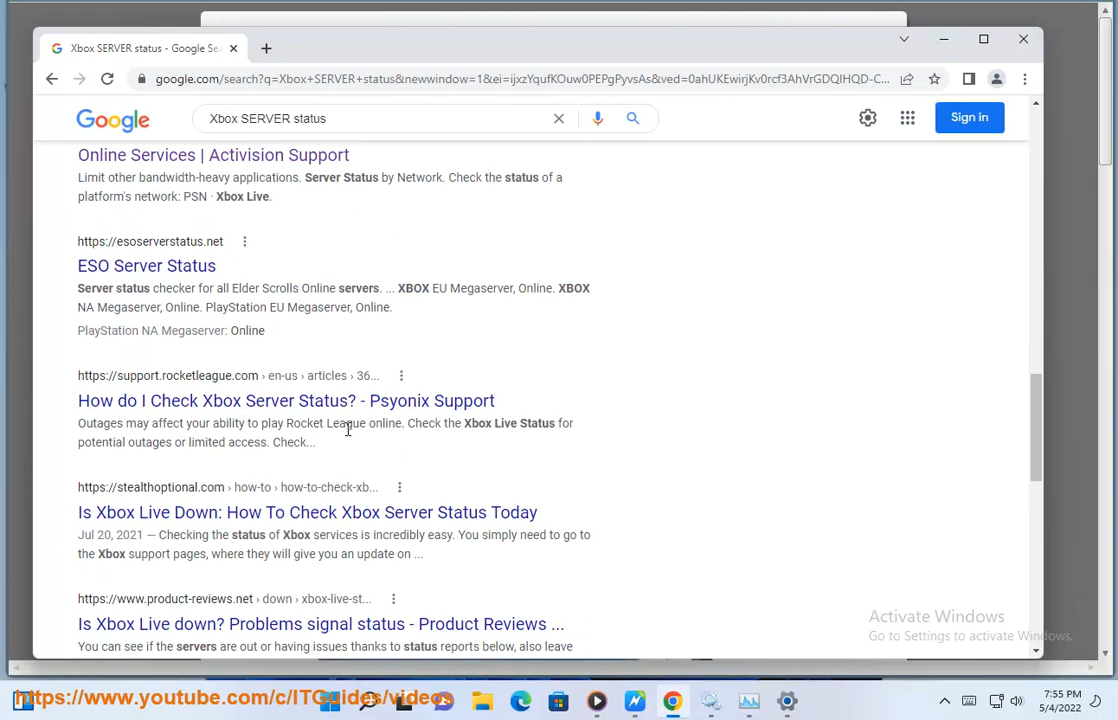 Xbox SERVER status - Google Se
google.com/search?q=Xbox+SERVER+status&newwindow=1&ei=ijxzYqufKOuw0PEPgPyvsAs&ved=0ahUKEwirjKv0rcf3AhVrGDQIHQD-C...
Google
Xbox SERVER status
Sign in
Online Services | Activision Support
Limit other bandwidth-heavy applications. Server Status by Network. Check the status of a
platform's network: PSN · Xbox Live.
https://esoserverstatus.net
ESO Server Status
Server status checker for all Elder Scrolls Online servers. ... XBOX EU Megaserver, Online. XBOX
NA Megaserver, Online. PlayStation EU Megaserver, Online.
PlayStation NA Megaserver: Online
https://support.rocketleague.com › en-us › articles › 36...
How do I Check Xbox Server Status? - Psyonix Support
Outages may affect your ability to play Rocket League online. Check the Xbox Live Status for
potential outages or limited access. Check...
https://stealthoptional.com › how-to › how-to-check-xb...
Is Xbox Live Down: How To Check Xbox Server Status Today
Jul 20, 2021 — Checking the status of Xbox services is incredibly easy. You simply need to go to
the Xbox support pages, where they will give you an update on ...
https://www.product-reviews.net › down › xbox-live-st...
Is Xbox Live down? Problems signal status - Product Reviews ...
You can see if the servers are out or having issues thanks to status reports below, also leave
Activate Windows
Go to Settings to activate Windows.
https://www.youtube.com/c/ITGuides/videos
7:55 PM
5/4/2022